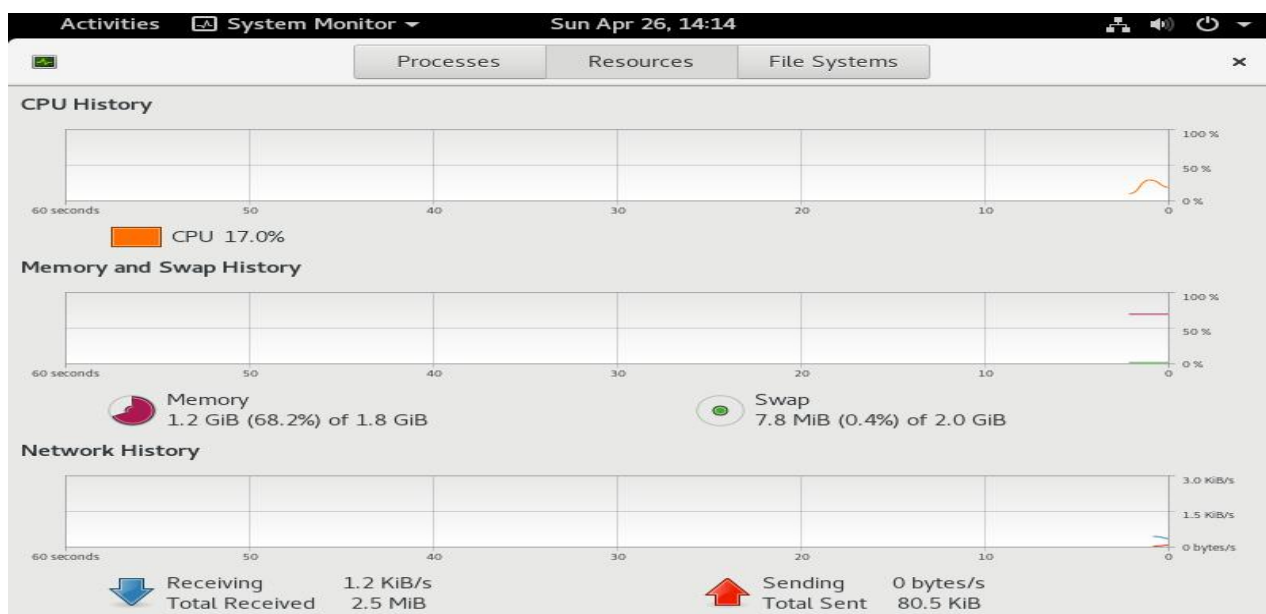 Activities System Monitor Sun Apr 26, 14:14
Processes Resources File Systems
CPU History
100 %
50 %
0 %
60 seconds 50 40 30 20 10 0
CPU 17.0%
Memory and Swap History
100 %
50 %
0 %
60 seconds 50 40 30 20 10 0
Memory Swap
1.2 GiB (68.2%) of 1.8 GiB 7.8 MiB (0.4%) of 2.0 GiB
Network History
3.0 KiB/s
1.5 KiB/s
0 bytes/s
60 seconds 50 40 30 20 10 0
Receiving 1.2 KiB/s Sending 0 bytes/s
Total Received 2.5 MiB Total Sent 80.5 KiB